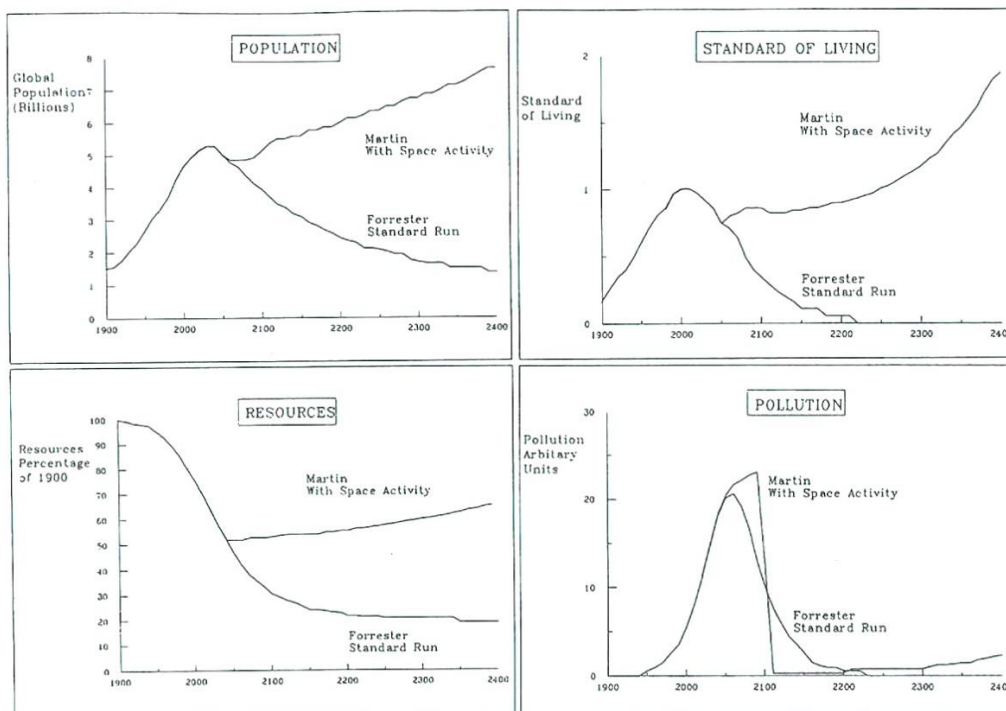 POPULATION
Global
Population
(Billions)
8
7
6
5
4
3
2
1
0
1900
2000
2100
2200
2300
2400
Martin
With Space Activity
Forrester
Standard Run
STANDARD OF LIVING
Standard
of Living
2
1
0
1900
2000
2100
2200
2300
Martin
With Space Activity
Forrester
Standard Run
RESOURCES
Resources
Percentage
of 1900
100
90
80
70
60
50
40
30
20
10
0
1900
2000
2100
2200
2300
2400
Martin
With Space Activity
Forrester
Standard Run
POLLUTION
Pollution
Arbitary
Units
30
20
10
0
1900
2000
2100
2200
2300
Martin
With Space Activity
Forrester
Standard Run